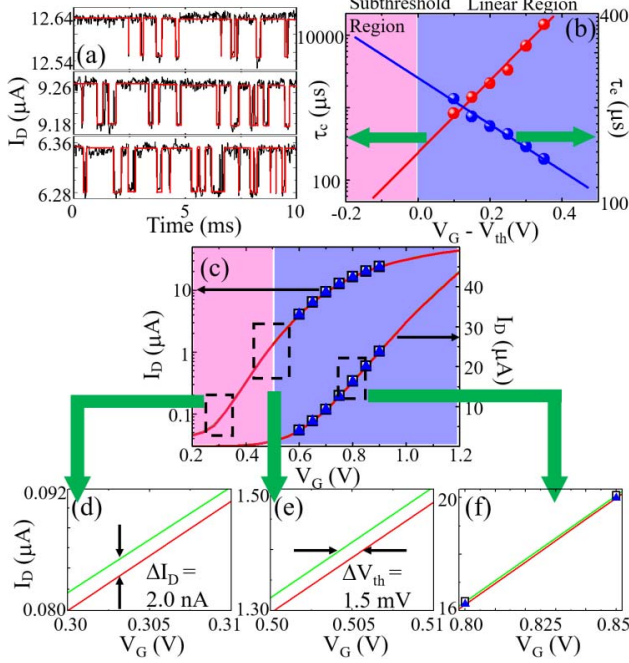 Subthreshold Linear Region
Region
(a)
12.64
12.54
9.26
9.18
6.36
6.28
I_D (μA)
0 5 10
Time (ms)
(b)
10000
100
τ_c (μs)
400
100
τ_e (μs)
-0.2 0.0 0.2 0.4
V_G - V_th(V)
(c)
10
1
0.1
I_D (μA)
40
30
20
10
I_D (μA)
0.2 0.4 0.6 0.8 1.0 1.2
V_G (V)
(d)
0.092
0.080
I_D (μA)
ΔI_D =
2.0 nA
0.30 0.305 0.31
V_G (V)
(e)
1.50
1.30
ΔV_th =
1.5 mV
0.50 0.505 0.51
V_G (V)
(f)
20
16
0.80 0.825 0.85
V_G (V)